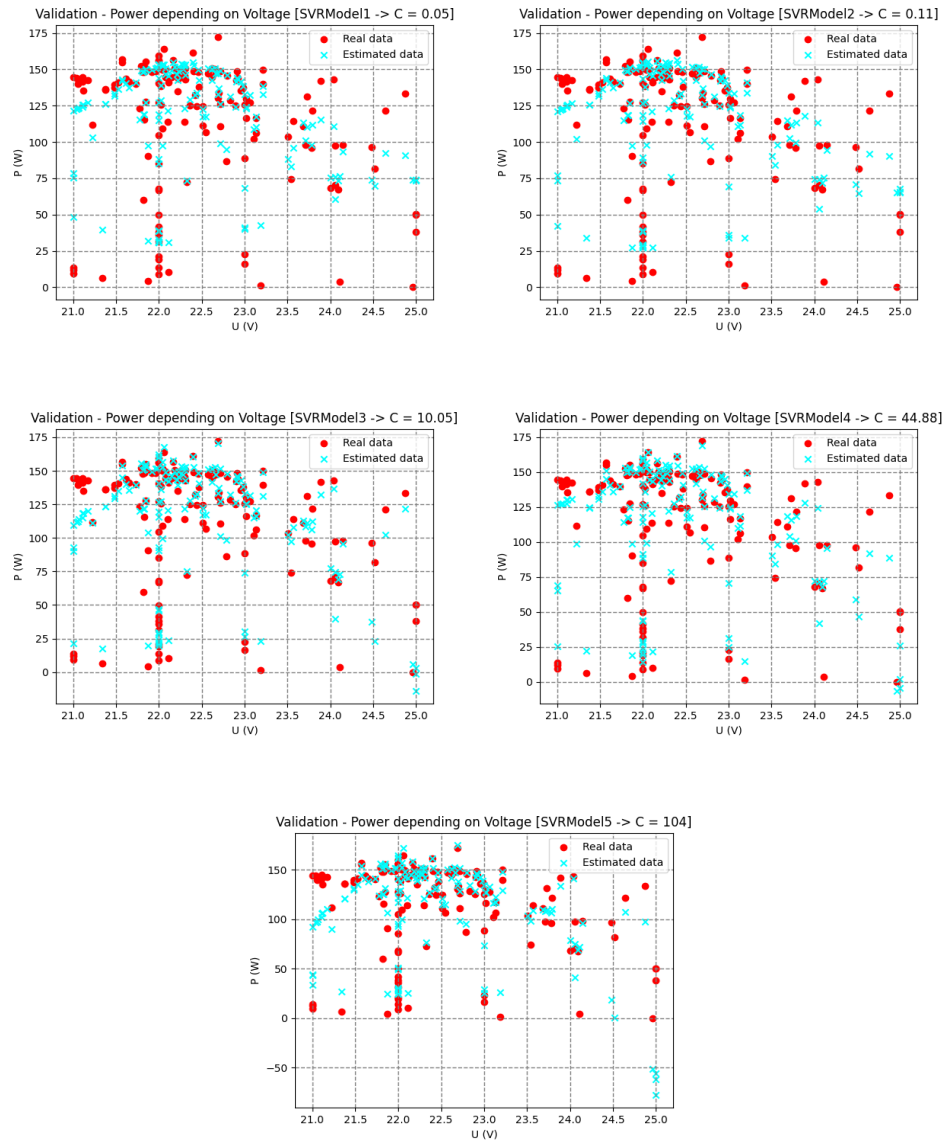 Validation - Power depending on Voltage [SVRModel1 -> C = 0.05]
Real data
Estimated data
P (W)
175
150
125
100
75
50
25
0
21.0 21.5 22.0 22.5 23.0 23.5 24.0 24.5 25.0
U (V)
Validation - Power depending on Voltage [SVRModel2 -> C = 0.11]
Real data
Estimated data
P (W)
175
150
125
100
75
50
25
0
21.0 21.5 22.0 22.5 23.0 23.5 24.0 24.5 25.0
U (V)
Validation - Power depending on Voltage [SVRModel3 -> C = 10.05]
Real data
Estimated data
P (W)
175
150
125
100
75
50
25
0
21.0 21.5 22.0 22.5 23.0 23.5 24.0 24.5 25.0
U (V)
Validation - Power depending on Voltage [SVRModel4 -> C = 44.88]
Real data
Estimated data
P (W)
175
150
125
100
75
50
25
0
21.0 21.5 22.0 22.5 23.0 23.5 24.0 24.5 25.0
U (V)
Validation - Power depending on Voltage [SVRModel5 -> C = 104]
Real data
Estimated data
P (W)
150
100
50
0
−50
21.0 21.5 22.0 22.5 23.0 23.5 24.0 24.5 25.0
U (V)